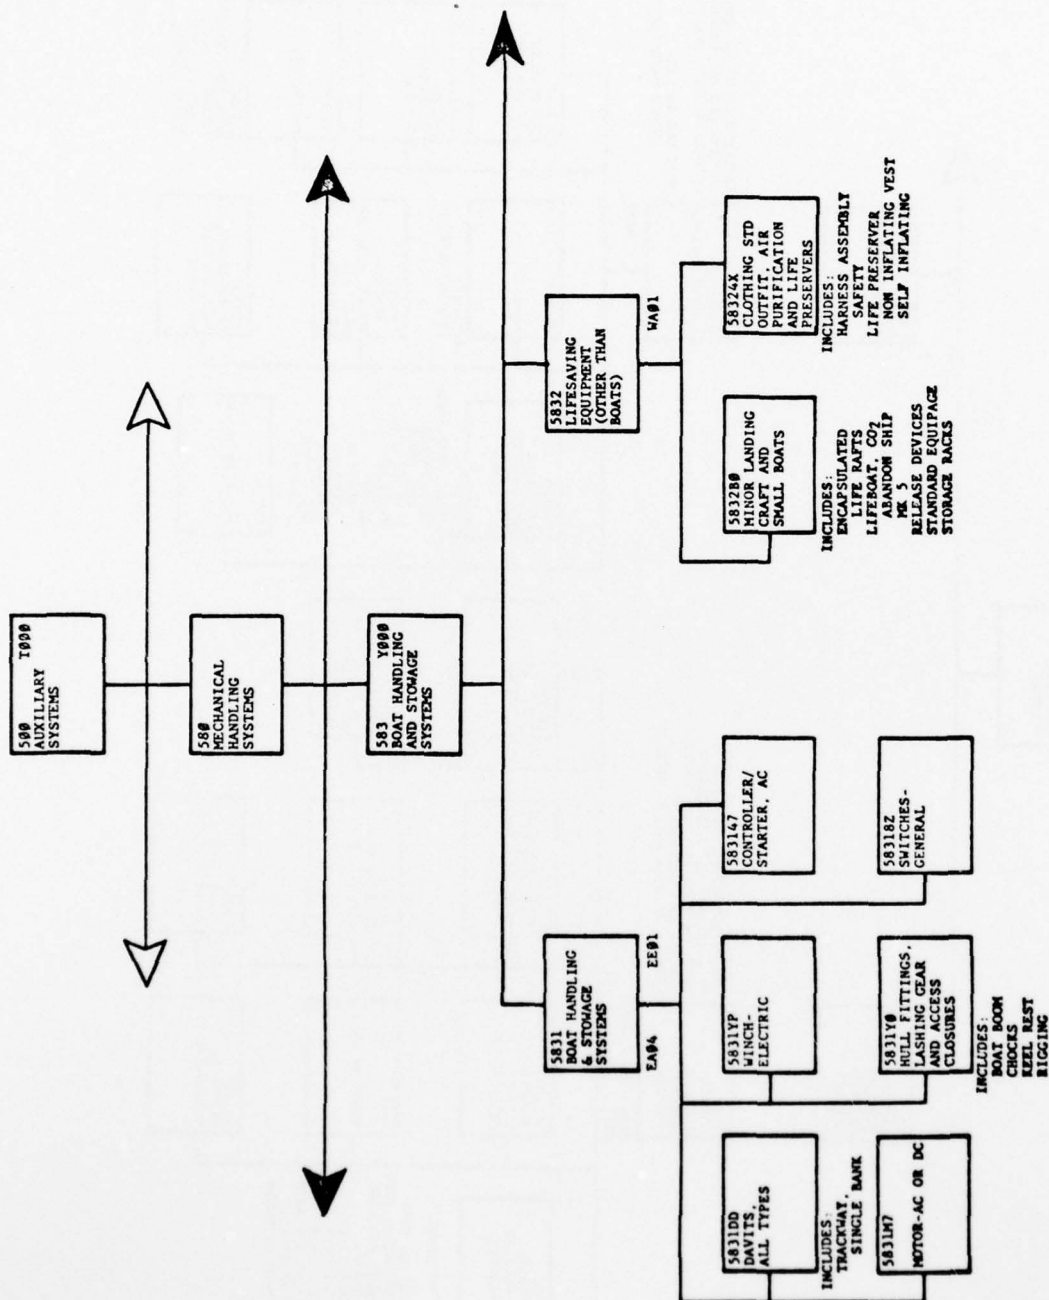 500 T000
AUXILIARY
SYSTEMS
580
MECHANICAL
HANDLING
SYSTEMS
583 Y000
BOAT HANDLING
AND STOWAGE
SYSTEMS
5831
BOAT HANDLING
& STOWAGE
SYSTEMS
EA04 EE01
5831DD
DAVITS,
ALL TYPES
INCLUDES:
TRACKWAY,
SINGLE BANK
5831YP
WINCH-
ELECTRIC
583147
CONTROLLER/
STARTER, AC
5831M7
MOTOR-AC OR DC
5831Y0
HULL FITTINGS,
LASHING GEAR
AND ACCESS
CLOSURES
INCLUDES:
BOAT BOOM
CHOCKS
KEEL REST
RIGGING
58318Z
SWITCHES-
GENERAL
5832
LIFESAVING
EQUIPMENT
(OTHER THAN
BOATS)
WA01
5832B0
MINOR LANDING
CRAFT AND
SMALL BOATS
INCLUDES:
ENCAPSULATED
LIFE RAFTS
LIFEBOAT, CO2
ABANDON SHIP
MK 5
RELEASE DEVICES
STANDARD EQUIPAGE
STORAGE RACKS
58324X
CLOTHING STD
OUTFIT, AIR
PURIFICATION
AND LIFE
PRESERVERS
INCLUDES:
HARNESS ASSEMBLY
SAFETY
LIFE PRESERVER
NON INFLATING VEST
SELF INFLATING